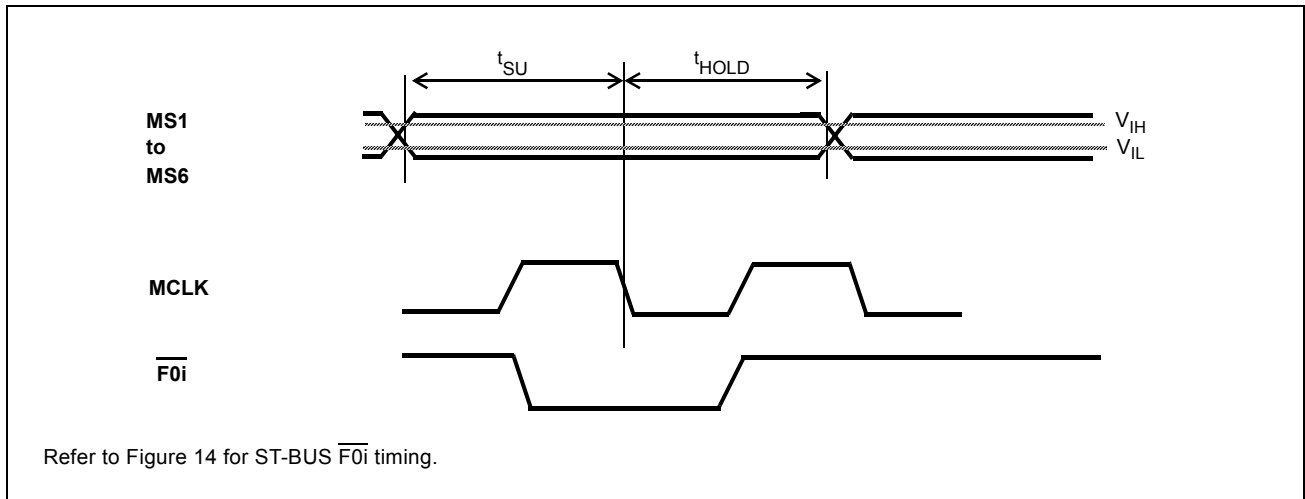 tSU
tHOLD
MS1
to
MS6
VIH
VIL
MCLK
F0i
Refer to Figure 14 for ST-BUS F0i timing.